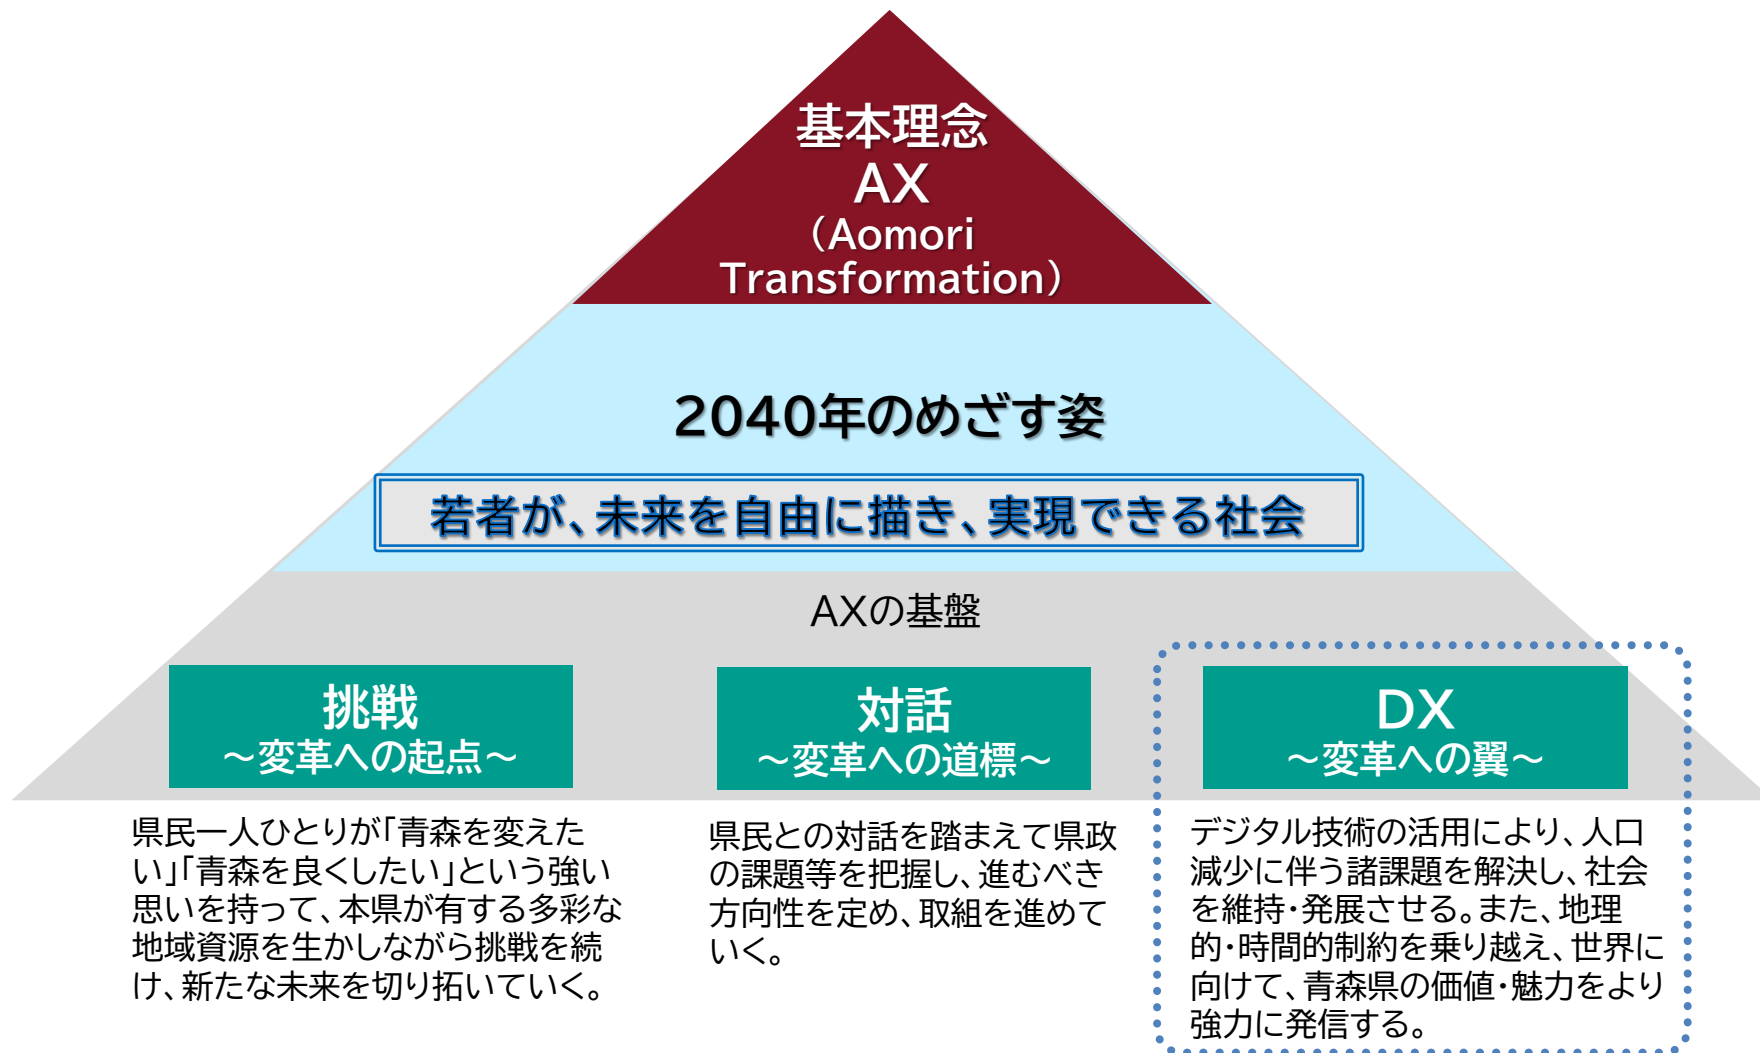 基本理念
AX
（Aomori
Transformation）
2040年のめざす姿
若者が、未来を自由に描き、実現できる社会
AXの基盤
挑戦
～変革への起点～
対話
～変革への道標～
DX
～変革への翼～
県民一人ひとりが「青森を変えた
い」「青森を良くしたい」という強い
思いを持って、本県が有する多彩な
地域資源を生かしながら挑戦を続
け、新たな未来を切り拓いていく。
県民との対話を踏まえて県政
の課題等を把握し、進むべき
方向性を定め、取組を進めて
いく。
デジタル技術の活用により、人口
減少に伴う諸課題を解決し、社会
を維持・発展させる。また、地理
的・時間的制約を乗り越え、世界に
向けて、青森県の価値・魅力をより
強力に発信する。